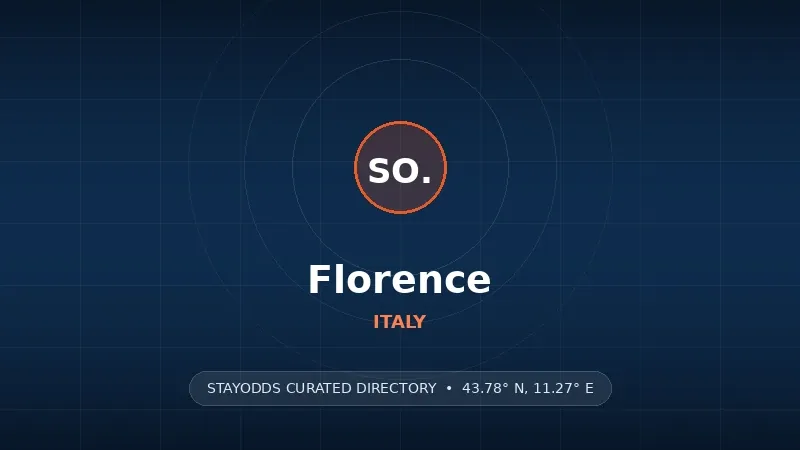 SO.
Florence
ITALY
STAYODDS CURATED DIRECTORY • 43.78° N, 11.27° E